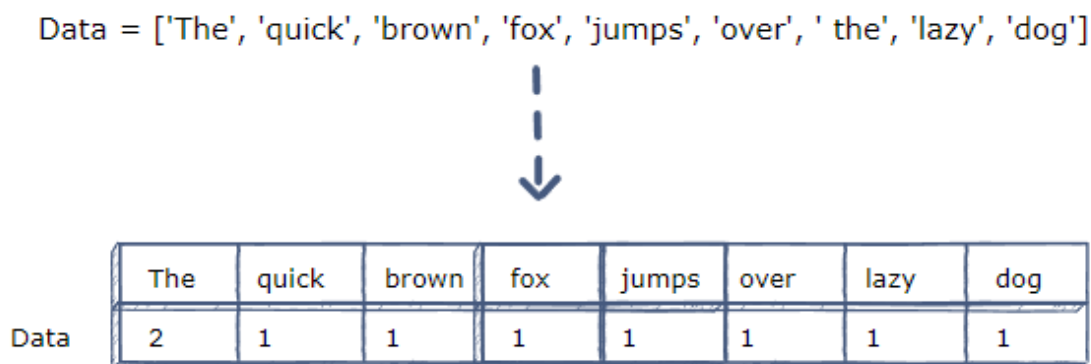 Data = ['The', 'quick', 'brown', 'fox', 'jumps', 'over', ' the', 'lazy', 'dog']
The quick brown fox jumps over lazy dog
Data 2 1 1 1 1 1 1 1